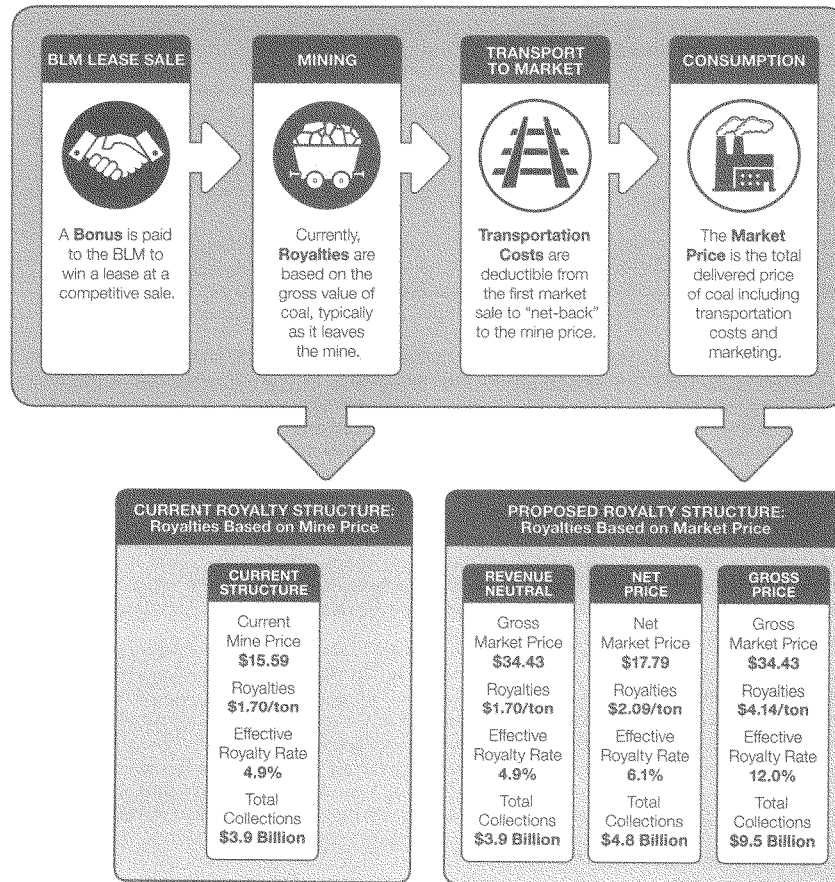 BLM LEASE SALE
A Bonus is paid
to the BLM to
win a lease at a
competitive sale.
MINING
Currently,
Royalties are
based on the
gross value of
coal, typically
as it leaves
the mine.
TRANSPORT
TO MARKET
Transportation
Costs are
deductible from
the first market
sale to “net-back”
to the mine price.
CONSUMPTION
The Market
Price is the total
delivered price
of coal including
transportation
costs and
marketing.
CURRENT ROYALTY STRUCTURE:
Royalties Based on Mine Price
CURRENT
STRUCTURE
Current
Mine Price
$15.59
Royalties
$1.70/ton
Effective
Royalty Rate
4.9%
Total
Collections
$3.9 Billion
PROPOSED ROYALTY STRUCTURE:
Royalties Based on Market Price
REVENUE
NEUTRAL
Gross
Market Price
$34.43
Royalties
$1.70/ton
Effective
Royalty Rate
4.9%
Total
Collections
$3.9 Billion
NET
PRICE
Net
Market Price
$17.79
Royalties
$2.09/ton
Effective
Royalty Rate
6.1%
Total
Collections
$4.8 Billion
GROSS
PRICE
Gross
Market Price
$34.43
Royalties
$4.14/ton
Effective
Royalty Rate
12.0%
Total
Collections
$9.5 Billion